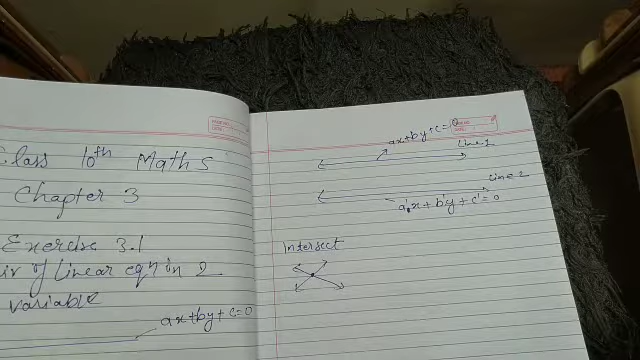 Class 10th Maths
Chapter 3
Exercise 3.1
of linear eqn in 2
variable
ax+by+c=0
ax+by+c=0
Line 1
Line 2
a'x+b'y+c'=0
Intersect